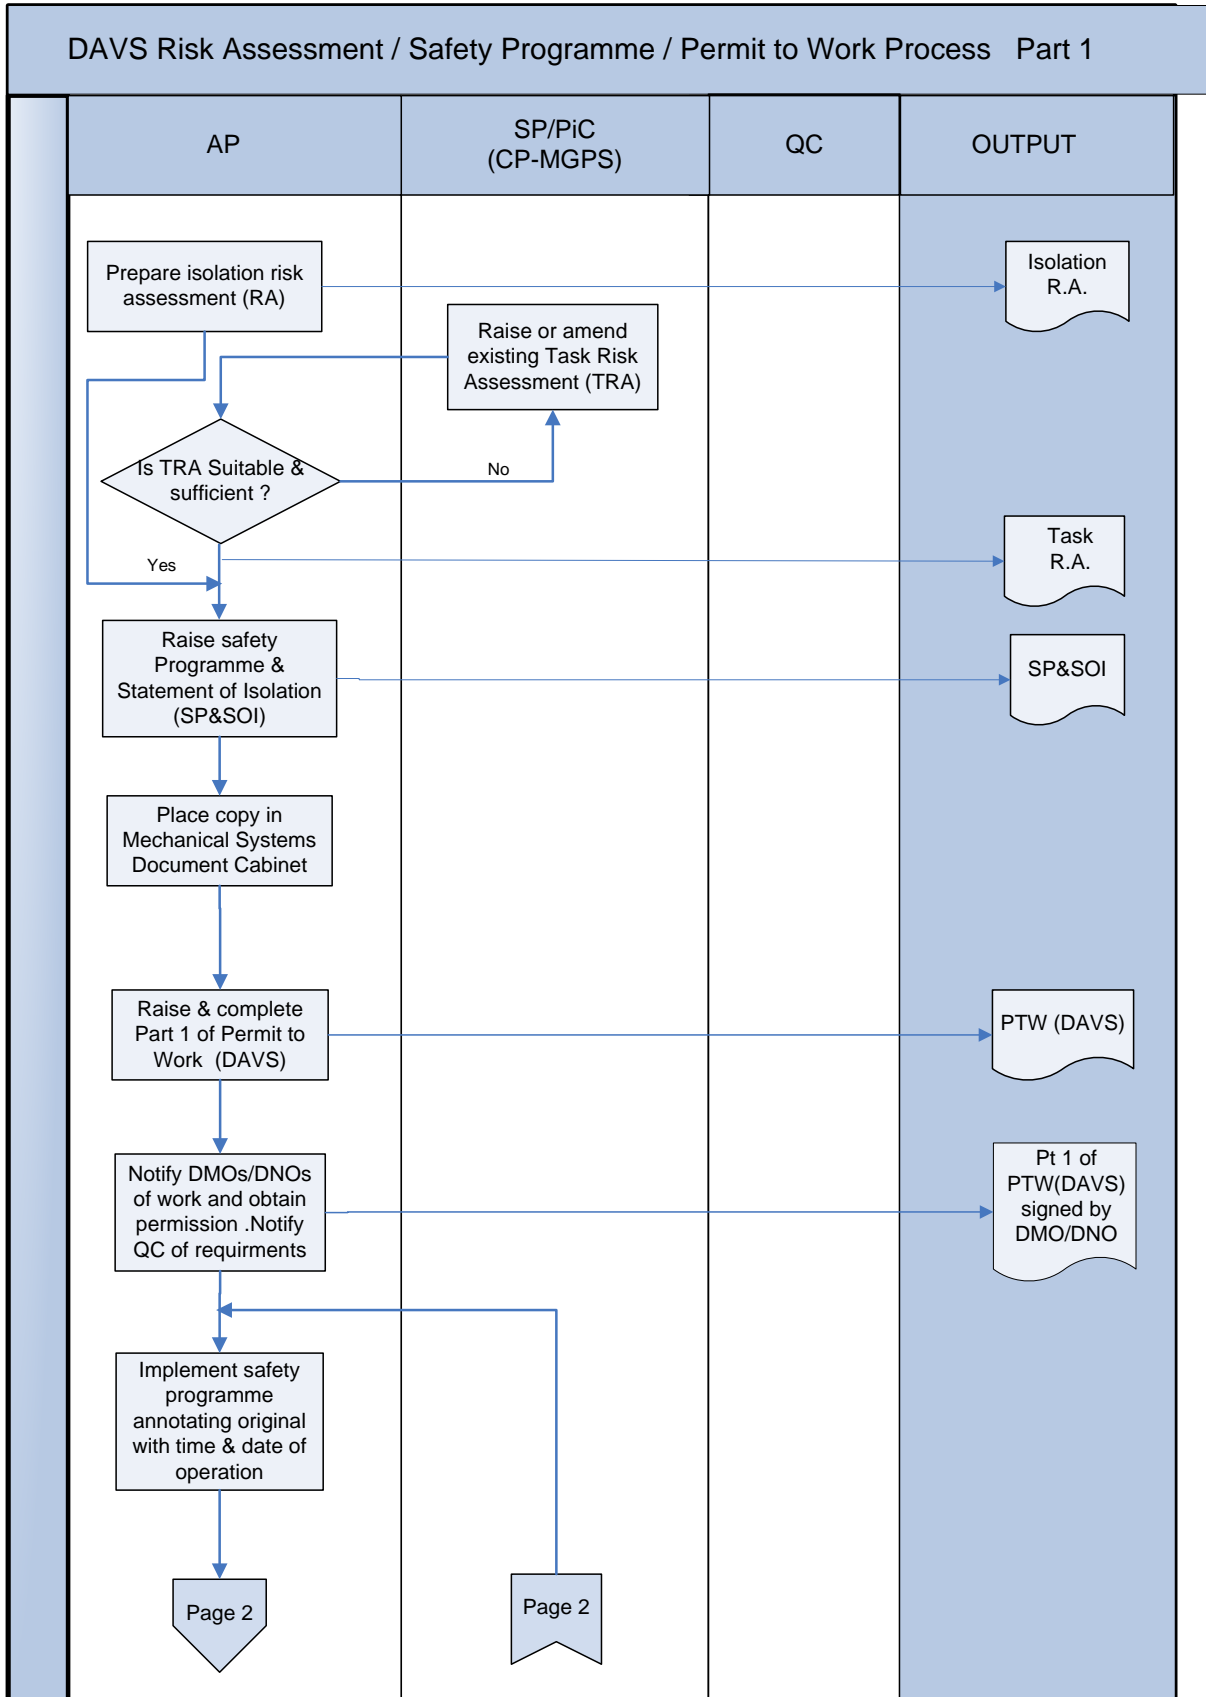 DAVS Risk Assessment / Safety Programme / Permit to Work Process   Part 1
AP
SP/PiC
(CP-MGPS)
QC
OUTPUT
Prepare isolation risk
assessment (RA)
Isolation
R.A.
Raise or amend
existing Task Risk
Assessment (TRA)
Is TRA Suitable &
sufficient ?
No
Yes
Task
R.A.
Raise safety
Programme &
Statement of Isolation
(SP&SOI)
SP&SOI
Place copy in
Mechanical Systems
Document Cabinet
Raise & complete
Part 1 of Permit to
Work  (DAVS)
PTW (DAVS)
Notify DMOs/DNOs
of work and obtain
permission .Notify
QC of requirments
Pt 1 of
PTW(DAVS)
signed by
DMO/DNO
Implement safety
programme
annotating original
with time & date of
operation
Page 2
Page 2